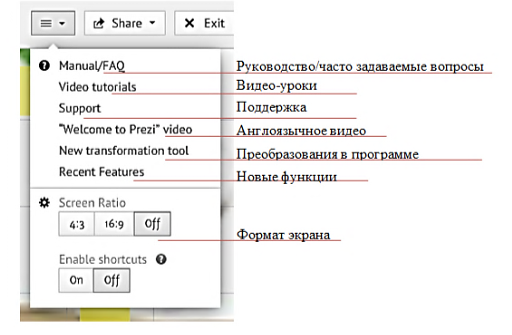 Share Exit
Manual/FAQ Руководство/часто задаваемые вопросы
Video tutorials Видео-уроки
Support Поддержка
"Welcome to Prezi" video Англоязычное видео
New transformation tool Преобразования в программе
Recent Features Новые функции
Screen Ratio
4:3 16:9 Off
Формат экрана
Enable shortcuts
On Off